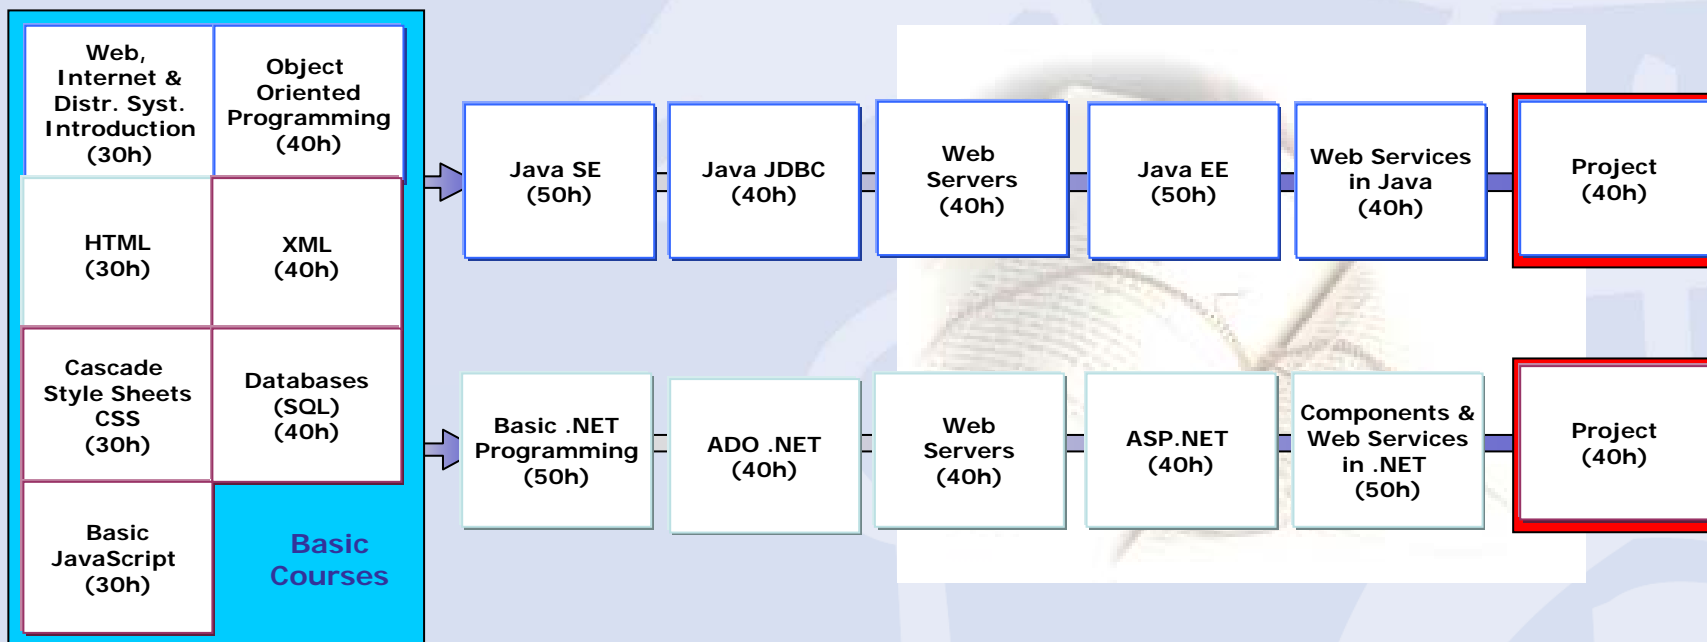 Web,
Internet &
Distr. Syst.
Introduction
(30h)
Object
Oriented
Programming
(40h)
HTML
(30h)
XML
(40h)
Cascade
Style Sheets
CSS
(30h)
Databases
(SQL)
(40h)
Basic
JavaScript
(30h)
Basic
Courses
Java SE
(50h)
Java JDBC
(40h)
Web
Servers
(40h)
Java EE
(50h)
Web Services
in Java
(40h)
Project
(40h)
Basic .NET
Programming
(50h)
ADO .NET
(40h)
Web
Servers
(40h)
ASP.NET
(40h)
Components &
Web Services
in .NET
(50h)
Project
(40h)